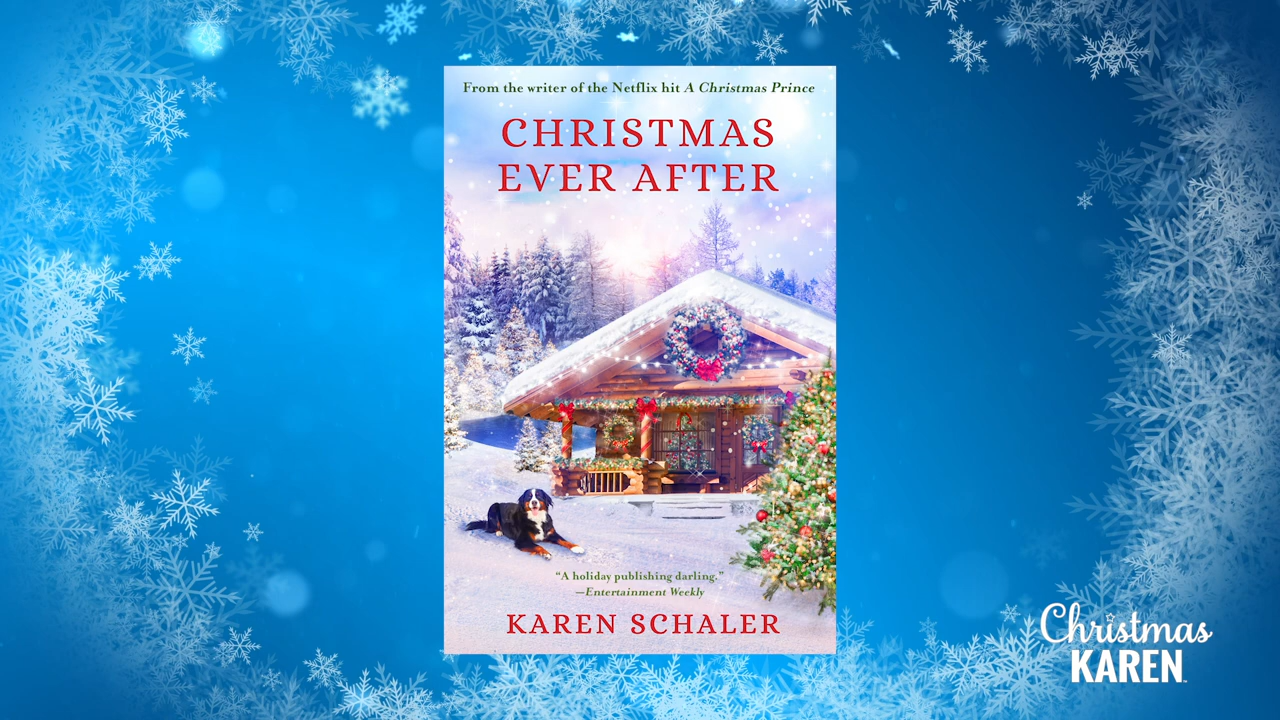 From the writer of the Netflix hit A Christmas Prince
CHRISTMAS
EVER AFTER
“A holiday publishing darling.”
—Entertainment Weekly
KAREN SCHALER
Christmas
KAREN